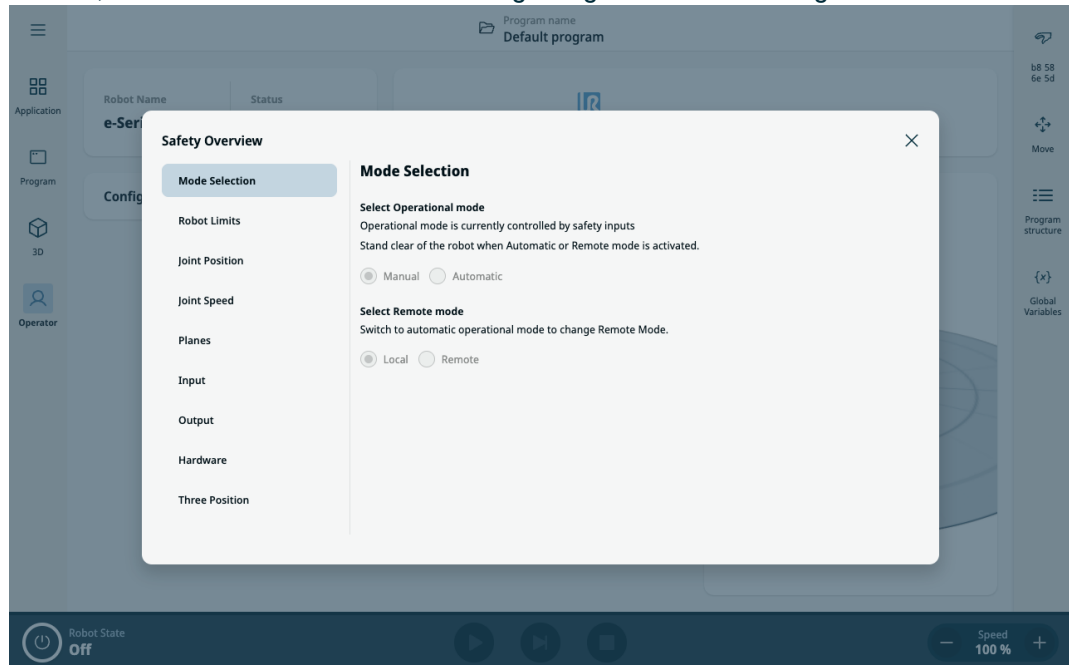 Program name
Default program
b8 58
6e 5d
Application
Robot Name
Status
e-Seri
Safety Overview
Mode Selection
Mode Selection
Select Operational mode
Operational mode is currently controlled by safety inputs
Stand clear of the robot when Automatic or Remote mode is activated.
Manual
Automatic
Select Remote mode
Switch to automatic operational mode to change Remote Mode.
Local
Remote
Robot Limits
Joint Position
Joint Speed
Planes
Input
Output
Hardware
Three Position
Move
Program
Config
Program
structure
3D
{x}
Global
Variables
Operator
Robot State
Off
Speed
100 %